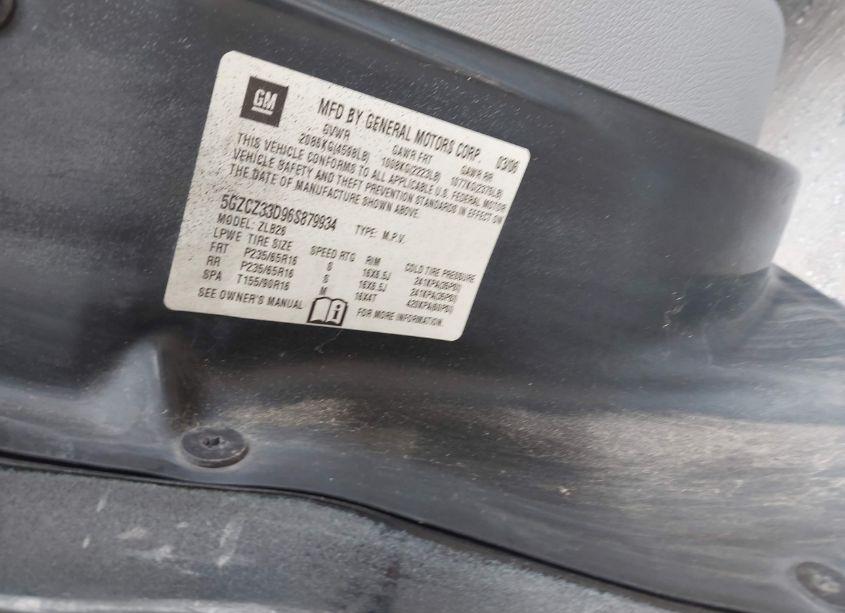 GM
MFD BY GENERAL MOTORS CORP. 03/06
GVWR GAWR FRT GAWR RR
2086KG(4598LB) 1008KG(2223LB) 1077KG(2375LB)
THIS VEHICLE CONFORMS TO ALL APPLICABLE U.S. FEDERAL MOTOR
VEHICLE SAFETY AND THEFT PREVENTION STANDARDS IN EFFECT ON
THE DATE OF MANUFACTURE SHOWN ABOVE.
5GZCZ33D96S879934 TYPE: M.P.V.
MODEL: ZLB26
LPWE TIRE SIZE SPEED RTG RIM COLD TIRE PRESSURE
FRT P235/65R16 S 16X6.5J 241KPA(35PSI)
RR P235/65R16 S 16X6.5J 241KPA(35PSI)
SPA T155/90R16 M 16X4T 420KPA(60PSI)
SEE OWNER'S MANUAL FOR MORE INFORMATION.